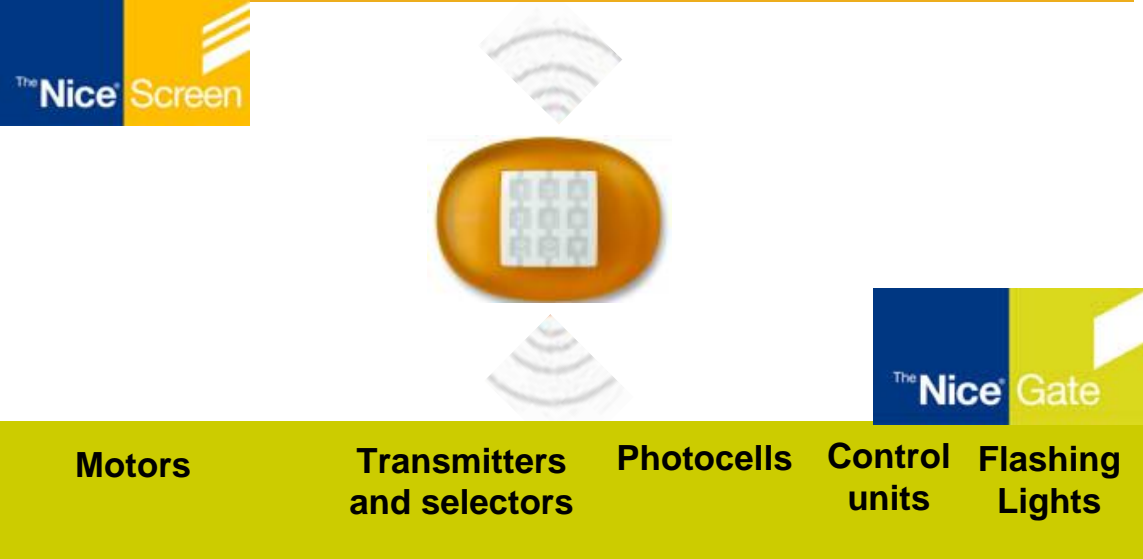 The Nice Screen
The Nice Gate
Motors
Transmitters
and selectors
Photocells
Control
units
Flashing
Lights